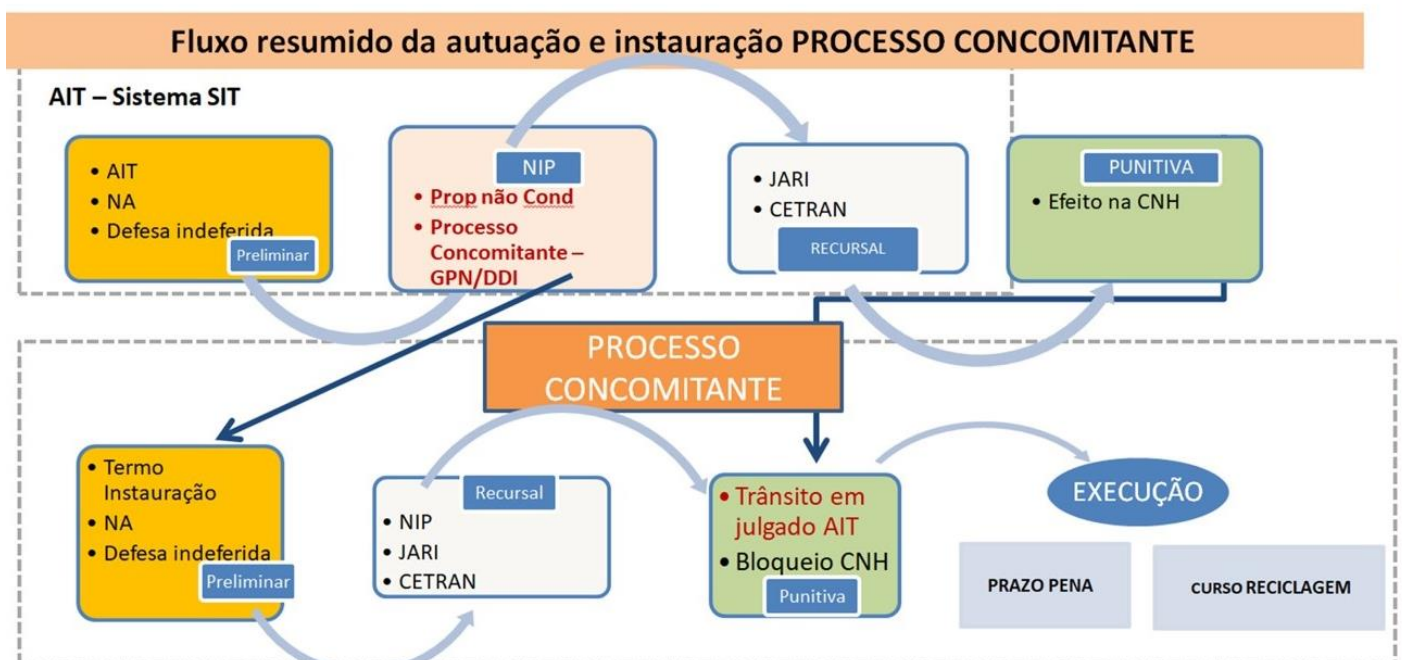 Fluxo resumido da autuação e instauração PROCESSO CONCOMITANTE
AIT – Sistema SIT
• AIT
• NA
• Defesa indeferida
Preliminar
NIP
• Prop não Cond
• Processo
Concomitante –
GPN/DDI
• JARI
• CETRAN
RECURSAL
PUNITIVA
• Efeito na CNH
PROCESSO
CONCOMITANTE
• Termo
Instauração
• NA
• Defesa indeferida
Preliminar
Recursal
• NIP
• JARI
• CETRAN
• Trânsito em
julgado AIT
• Bloqueio CNH
Punitiva
EXECUÇÃO
PRAZO PENA
CURSO RECICLAGEM